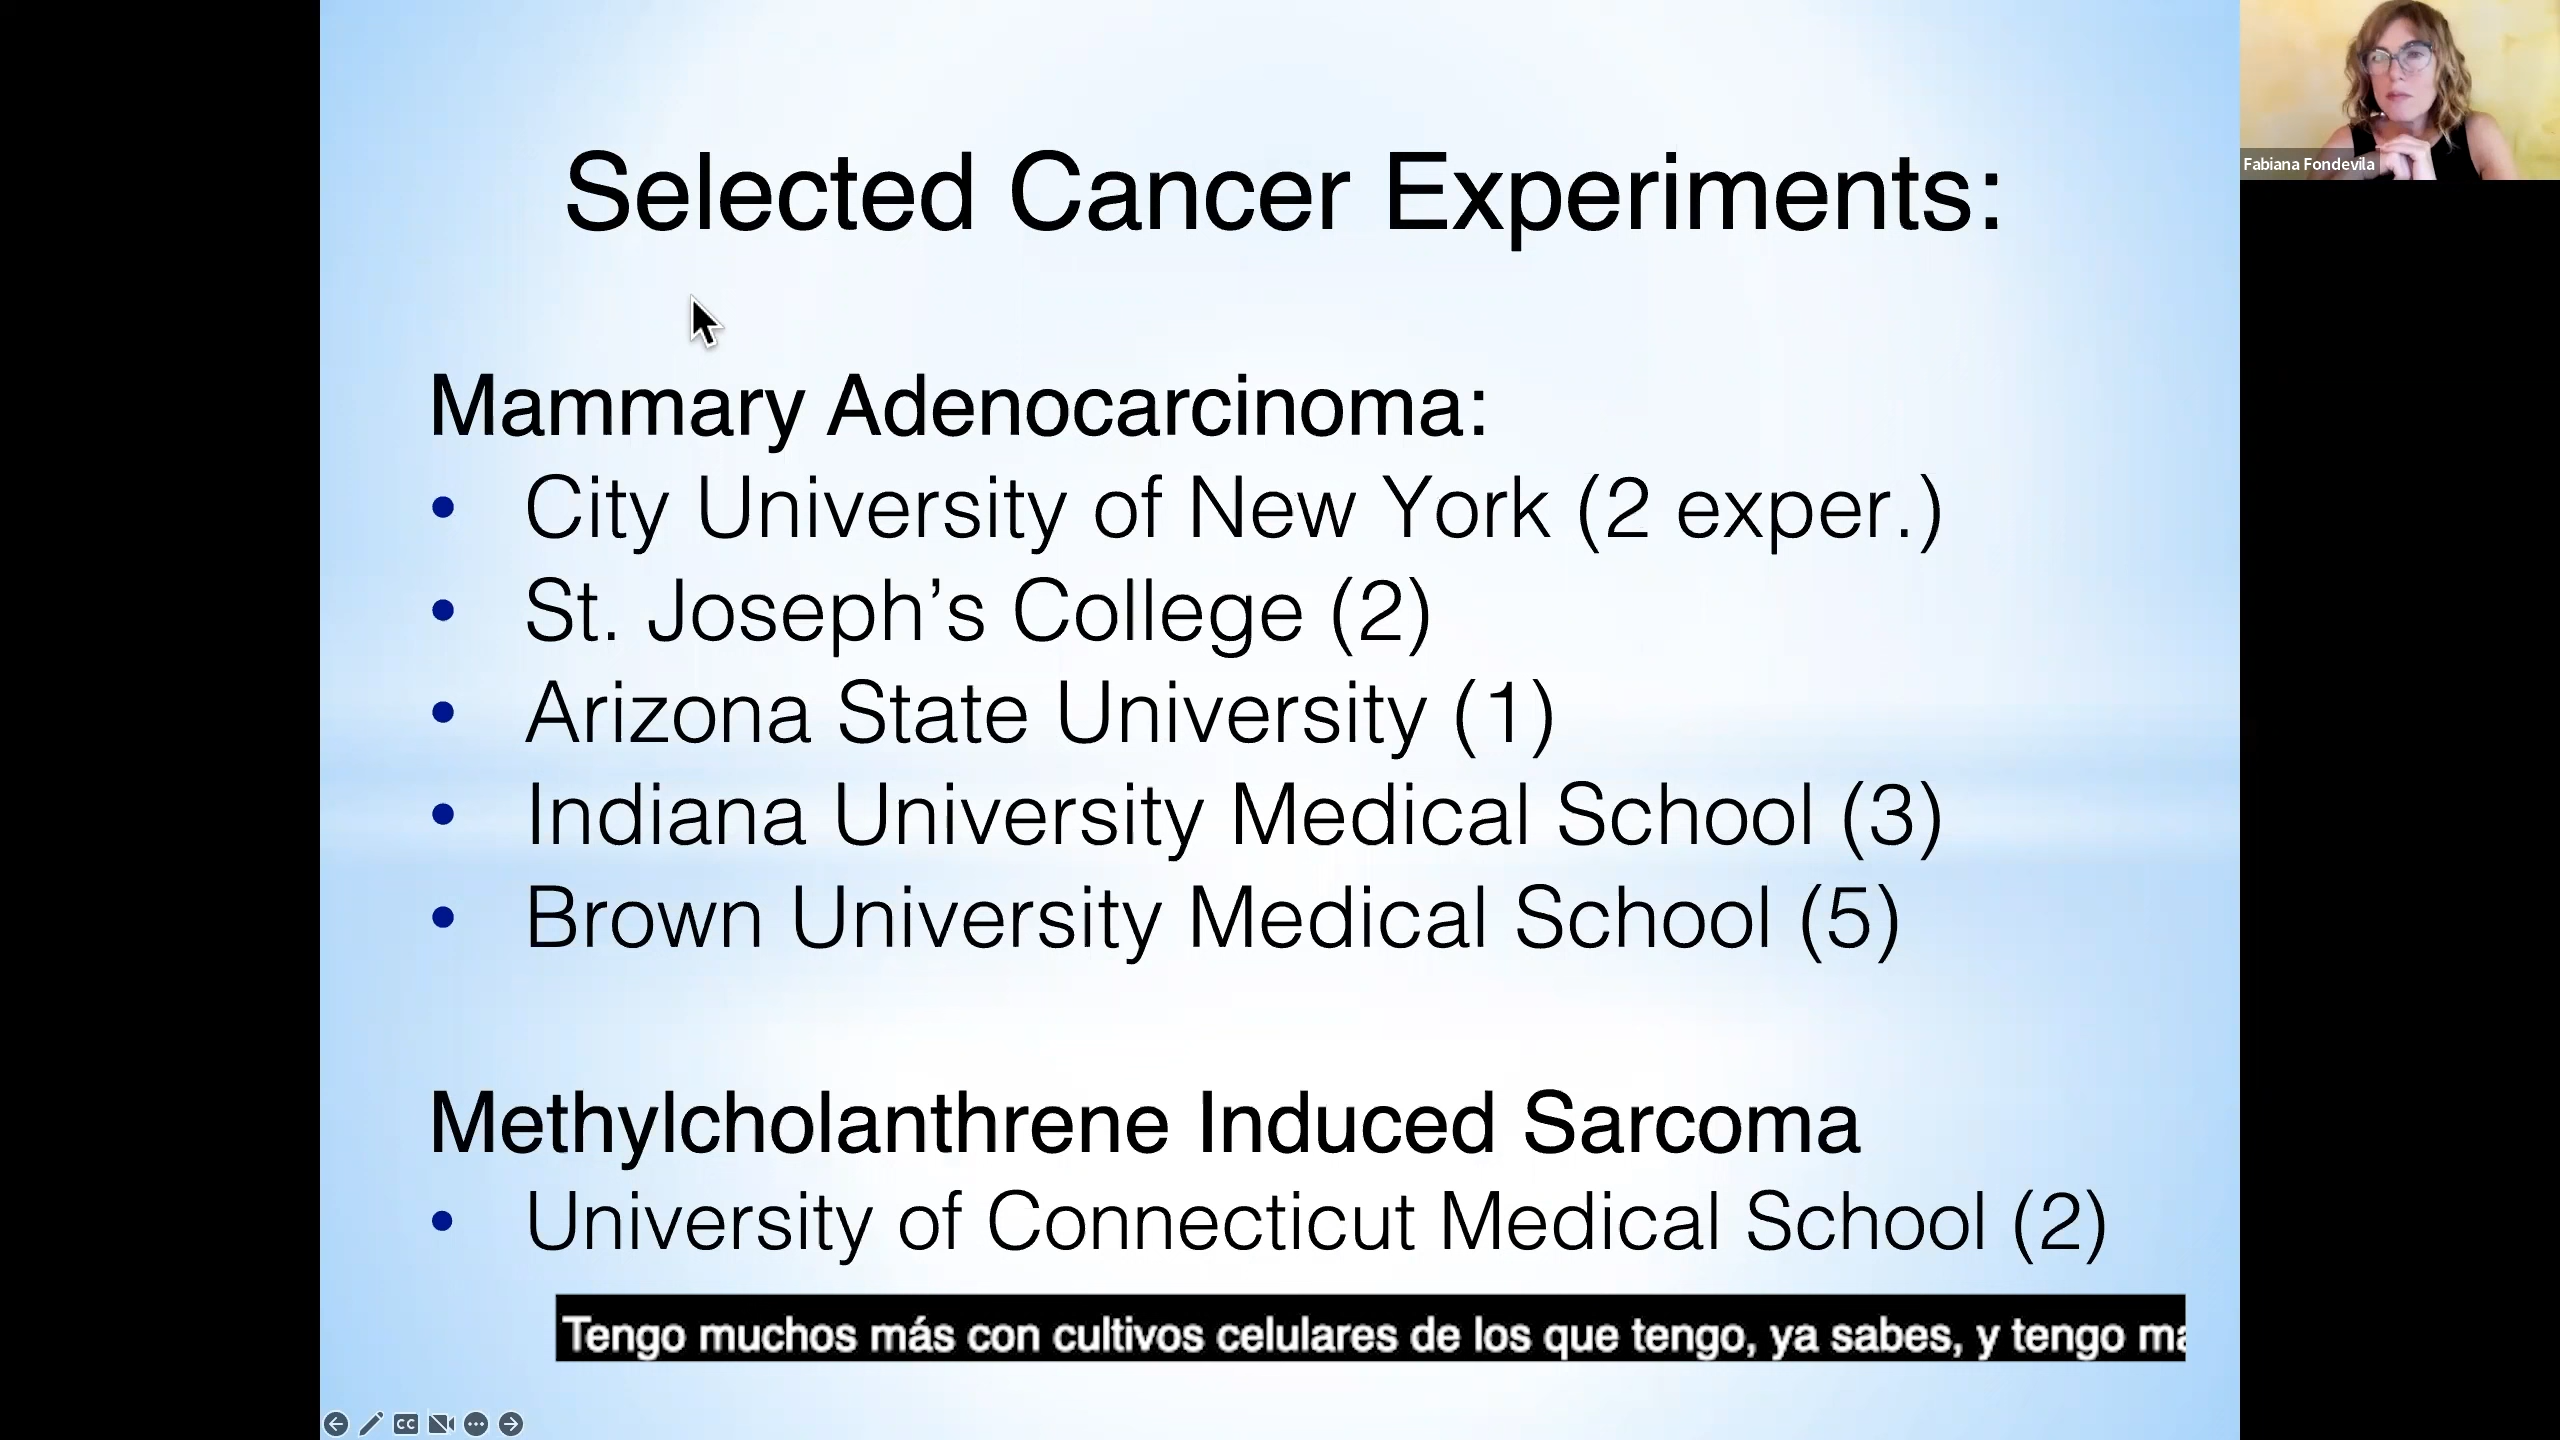 Selected Cancer Experiments:
Fabiana Fondevila
Mammary Adenocarcinoma:
• City University of New York (2 exper.)
• St. Joseph’s College (2)
• Arizona State University (1)
• Indiana University Medical School (3)
• Brown University Medical School (5)
Methylcholanthrene Induced Sarcoma
• University of Connecticut Medical School (2)
Tengo muchos más con cultivos celulares de los que tengo, ya sabes, y tengo
CC